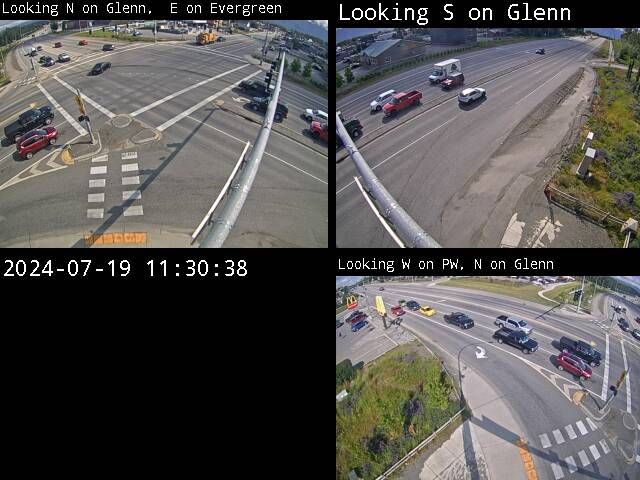 Looking N on Glenn,  E on Evergreen
Looking S on Glenn
2024-07-19 11:30:38
Looking W on PW, N on Glenn